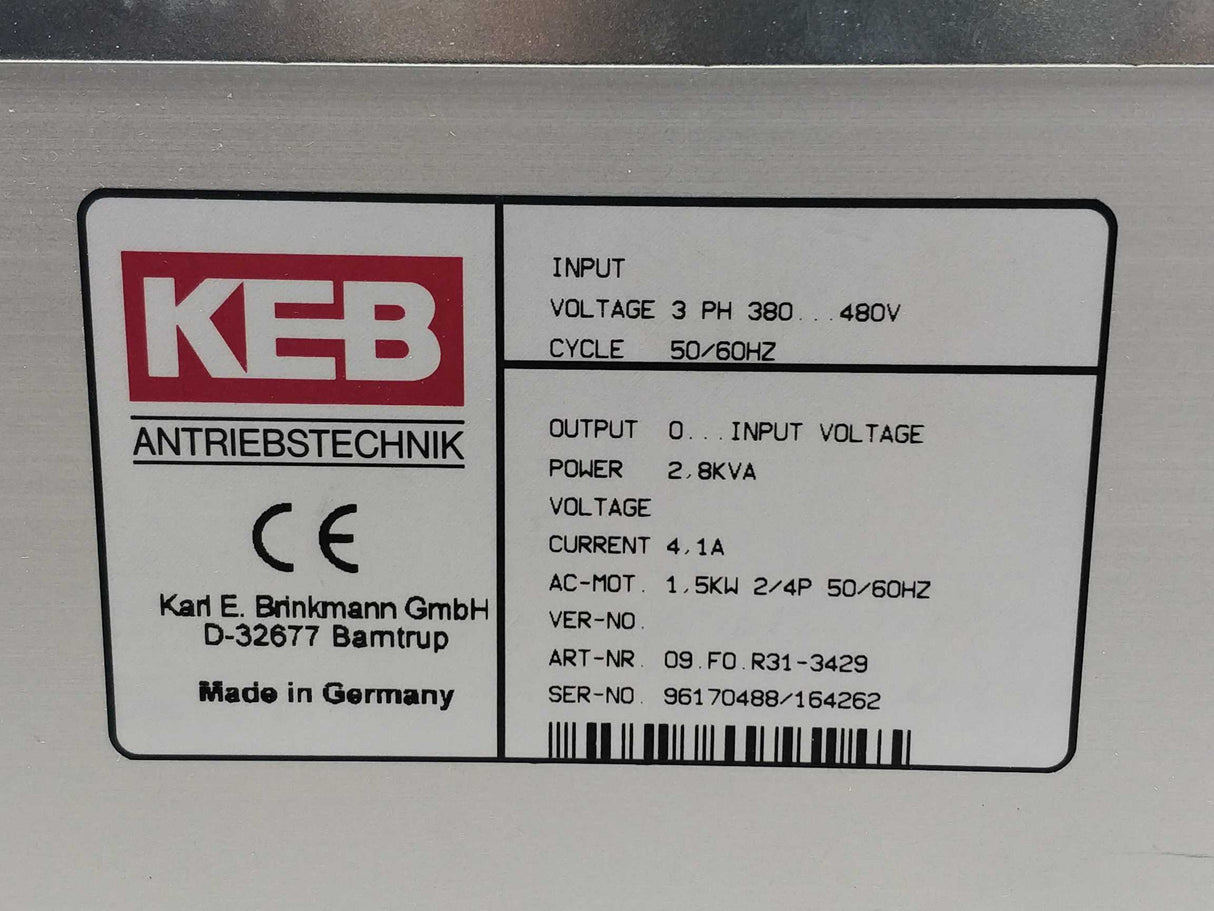 KEB
ANTRIEBSTECHNIK
CE
Karl E. Brinkmann GmbH
D-32677 Barntrup
Made in Germany
INPUT
VOLTAGE 3 PH 380...480V
CYCLE 50/60HZ
OUTPUT 0...INPUT VOLTAGE
POWER 2,8KVA
VOLTAGE
CURRENT 4,1A
AC-MOT. 1,5KW 2/4P 50/60HZ
VER-NO.
ART-NR. 09.F0.R31-3429
SER-NO. 96170488/164262